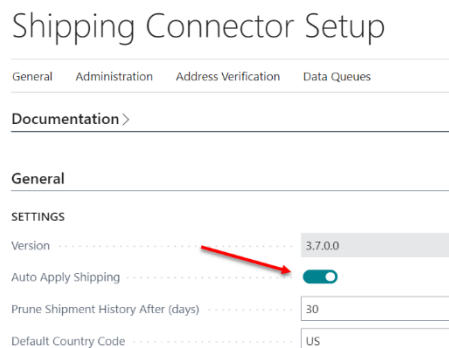 Shipping Connector Setup
General Administration Address Verification Data Queues
Documentation
General
SETTINGS
Version 3.7.0.0
Auto Apply Shipping
Prune Shipment History After (days) 30
Default Country Code US